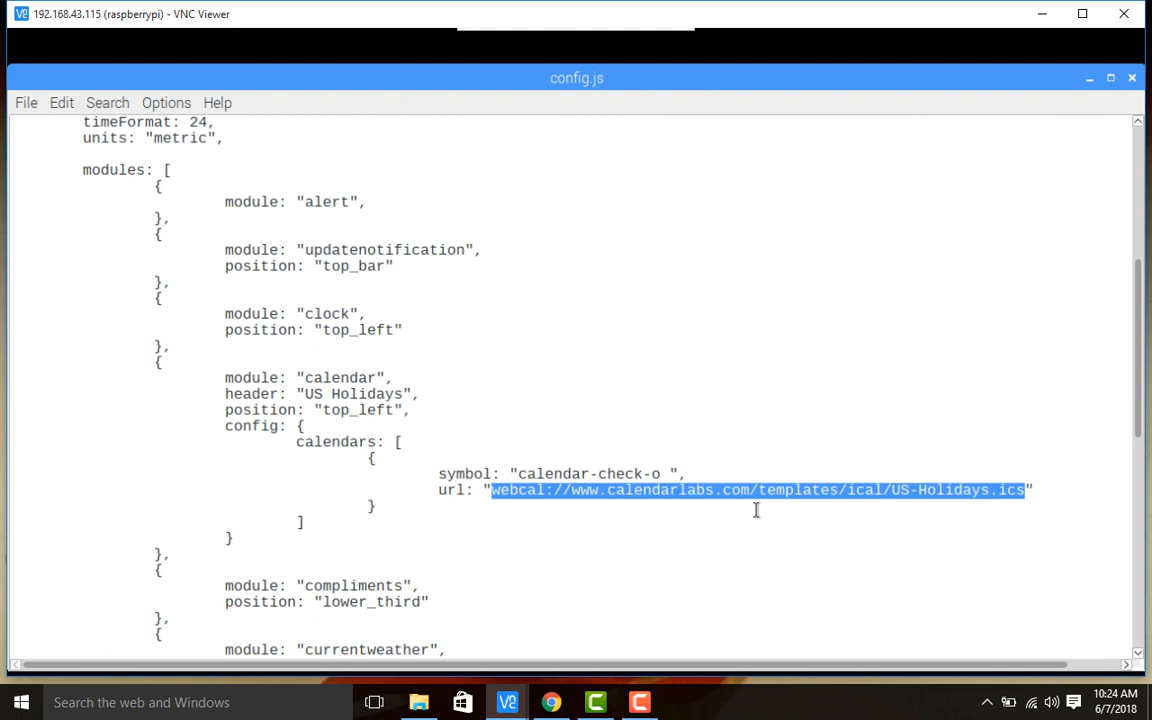 192.168.43.115 (raspberrypi) - VNC Viewer
config.js
File Edit Search Options Help
timeFormat: 24,
units: "metric",
modules: [
{
module: "alert",
},
{
module: "updatenotification",
position: "top_bar"
},
{
module: "clock",
position: "top_left"
},
{
module: "calendar",
header: "US Holidays",
position: "top_left",
config: {
calendars: [
{
symbol: "calendar-check-o ",
url: "webcal://www.calendarlabs.com/templates/ical/US-Holidays.ics"
}
]
}
},
{
module: "compliments",
position: "lower_third"
},
{
module: "currentweather",
Search the web and Windows
10:24 AM
6/7/2018